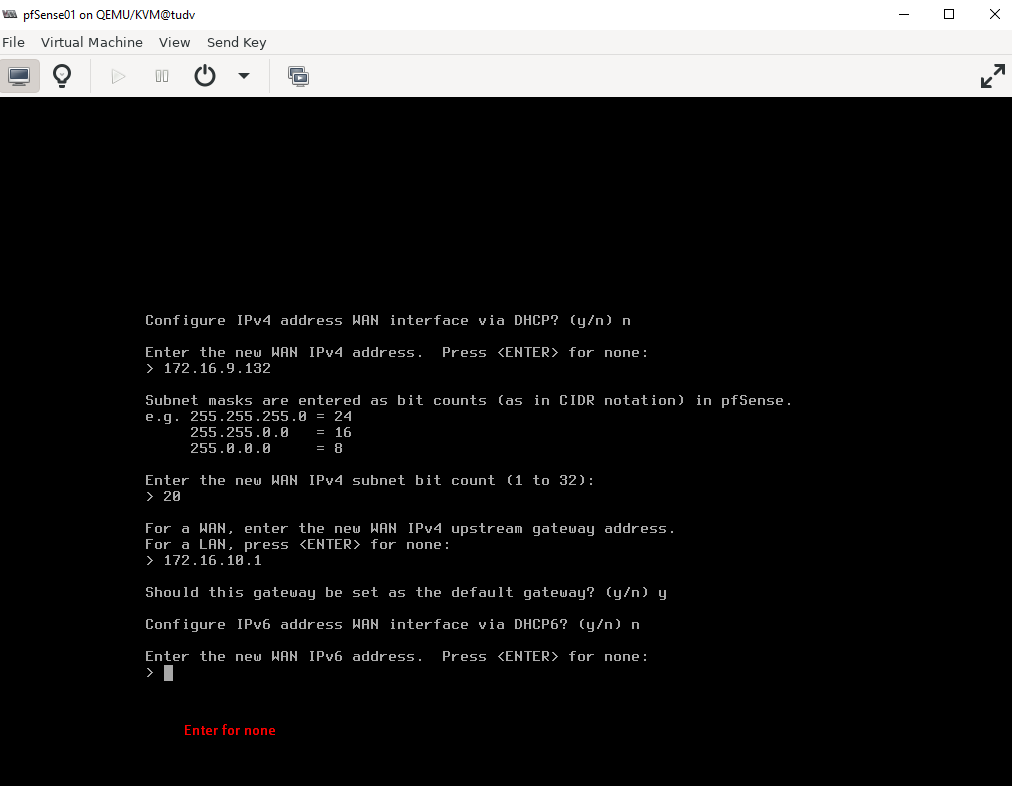 pfSense01 on QEMU/KVM@tudv
File Virtual Machine View Send Key
Configure IPv4 address WAN interface via DHCP? (y/n) n
Enter the new WAN IPv4 address.  Press <ENTER> for none:
> 172.16.9.132
Subnet masks are entered as bit counts (as in CIDR notation) in pfSense.
e.g. 255.255.255.0 = 24
     255.255.0.0   = 16
     255.0.0.0     = 8
Enter the new WAN IPv4 subnet bit count (1 to 32):
> 20
For a WAN, enter the new WAN IPv4 upstream gateway address.
For a LAN, press <ENTER> for none:
> 172.16.10.1
Should this gateway be set as the default gateway? (y/n) y
Configure IPv6 address WAN interface via DHCP6? (y/n) n
Enter the new WAN IPv6 address.  Press <ENTER> for none:
>
Enter for none